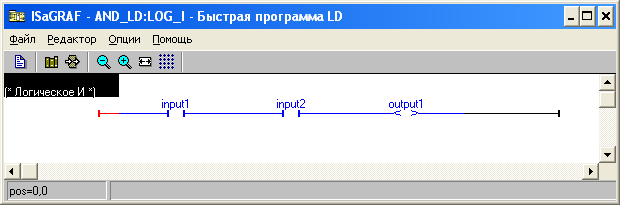 ISaGRAF - AND_LD:LOG_I - Быстрая программа LD
Файл Редактор Опции Помощь
(* Логическое И *)
input1 input2 output1
pos=0,0